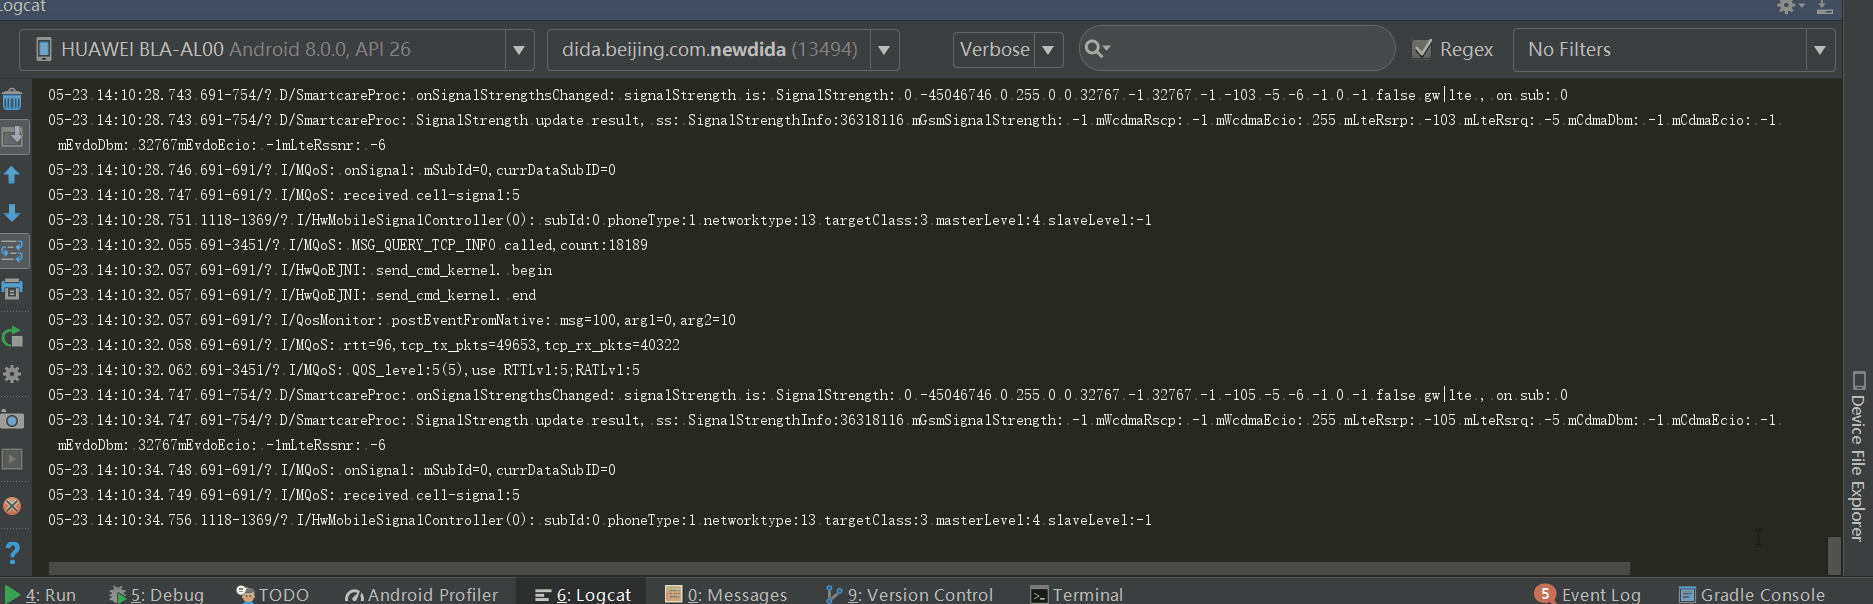 Logcat
HUAWEI BLA-AL00 Android 8.0.0, API 26
dida.beijing.com.newdida (13494)
Verbose
Regex
No Filters
05-23 14:10:28.743 691-754/? D/SmartcareProc: onSignalStrengthsChanged: signalStrength is: SignalStrength: 0 -45046746 0 255 0 0 32767 -1 32767 -1 -103 -5 -6 -1 0 -1 false gw|lte , on sub: 0
05-23 14:10:28.743 691-754/? D/SmartcareProc: SignalStrength update result, ss: SignalStrengthInfo:36318116 mGsmSignalStrength: -1 mWcdmaRscp: -1 mWcdmaEcio: 255 mLteRsrp: -103 mLteRsrq: -5 mCdmaDbm: -1 mCdmaEcio: -1
mEvdoDbm: 32767mEvdoEcio: -1mLteRssnr: -6
05-23 14:10:28.746 691-691/? I/MQoS: onSignal: mSubId=0,currDataSubID=0
05-23 14:10:28.747 691-691/? I/MQoS: received cell-signal:5
05-23 14:10:28.751 1118-1369/? I/HwMobileSignalController(0): subId:0 phoneType:1 networktype:13 targetClass:3 masterLevel:4 slaveLevel:-1
05-23 14:10:32.055 691-3451/? I/MQoS: MSG_QUERY_TCP_INFO called,count:18189
05-23 14:10:32.057 691-691/? I/HwQoEJNI: send_cmd_kernel  begin
05-23 14:10:32.057 691-691/? I/HwQoEJNI: send_cmd_kernel  end
05-23 14:10:32.057 691-691/? I/QosMonitor: postEventFromNative: msg=100,arg1=0,arg2=10
05-23 14:10:32.058 691-691/? I/MQoS: rtt=96,tcp_tx_pkts=49653,tcp_rx_pkts=40322
05-23 14:10:32.062 691-3451/? I/MQoS: QOS_level:5(5),use RTTLvl:5;RATLvl:5
05-23 14:10:34.747 691-754/? D/SmartcareProc: onSignalStrengthsChanged: signalStrength is: SignalStrength: 0 -45046746 0 255 0 0 32767 -1 32767 -1 -105 -5 -6 -1 0 -1 false gw|lte , on sub: 0
05-23 14:10:34.747 691-754/? D/SmartcareProc: SignalStrength update result, ss: SignalStrengthInfo:36318116 mGsmSignalStrength: -1 mWcdmaRscp: -1 mWcdmaEcio: 255 mLteRsrp: -105 mLteRsrq: -5 mCdmaDbm: -1 mCdmaEcio: -1
mEvdoDbm: 32767mEvdoEcio: -1mLteRssnr: -6
05-23 14:10:34.748 691-691/? I/MQoS: onSignal: mSubId=0,currDataSubID=0
05-23 14:10:34.749 691-691/? I/MQoS: received cell-signal:5
05-23 14:10:34.756 1118-1369/? I/HwMobileSignalController(0): subId:0 phoneType:1 networktype:13 targetClass:3 masterLevel:4 slaveLevel:-1
Device File Explorer
4: Run
5: Debug
TODO
Android Profiler
6: Logcat
0: Messages
9: Version Control
Terminal
5 Event Log
Gradle Console